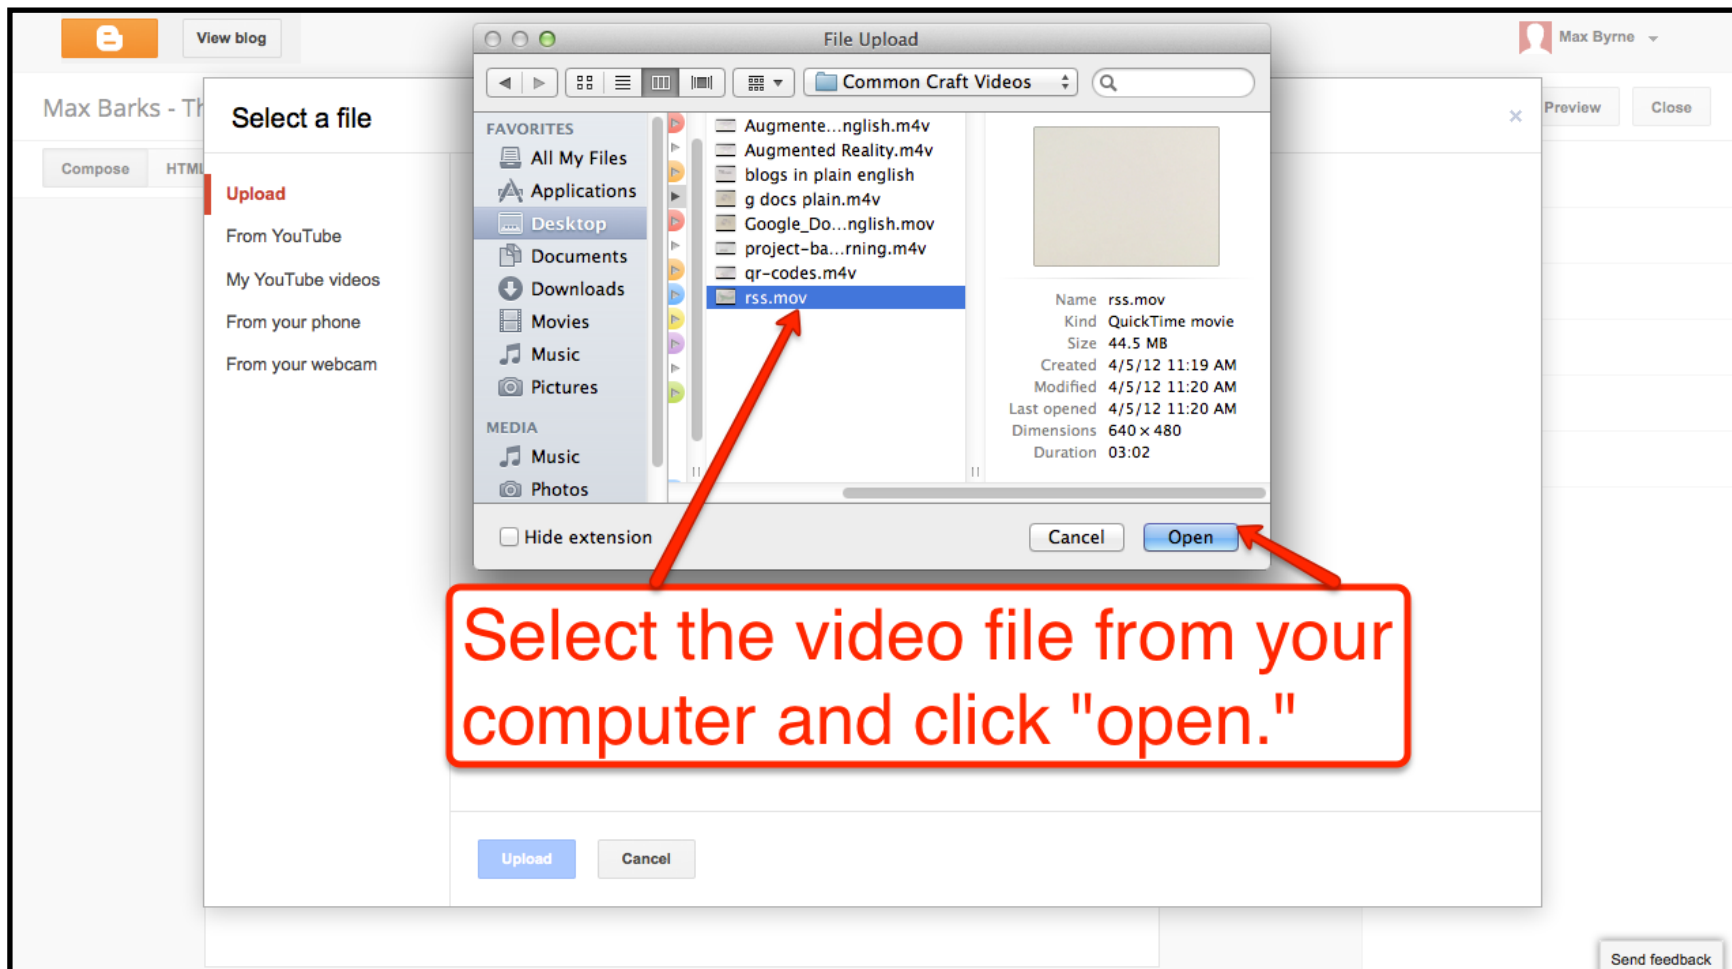 View blog
Max Byrne
Max Barks - Th
Preview
Close
Compose
HTML
Select a file
×
Upload
From YouTube
My YouTube videos
From your phone
From your webcam
File Upload
Common Craft Videos
FAVORITES
All My Files
Applications
Desktop
Documents
Downloads
Movies
Music
Pictures
MEDIA
Music
Photos
Augmente...nglish.m4v
Augmented Reality.m4v
blogs in plain english
g docs plain.m4v
Google_Do...nglish.mov
project-ba...rning.m4v
qr-codes.m4v
rss.mov
Name rss.mov
Kind QuickTime movie
Size 44.5 MB
Created 4/5/12 11:19 AM
Modified 4/5/12 11:20 AM
Last opened 4/5/12 11:20 AM
Dimensions 640 × 480
Duration 03:02
Hide extension
Cancel
Open
Select the video file from your
computer and click "open."
Upload
Cancel
Send feedback